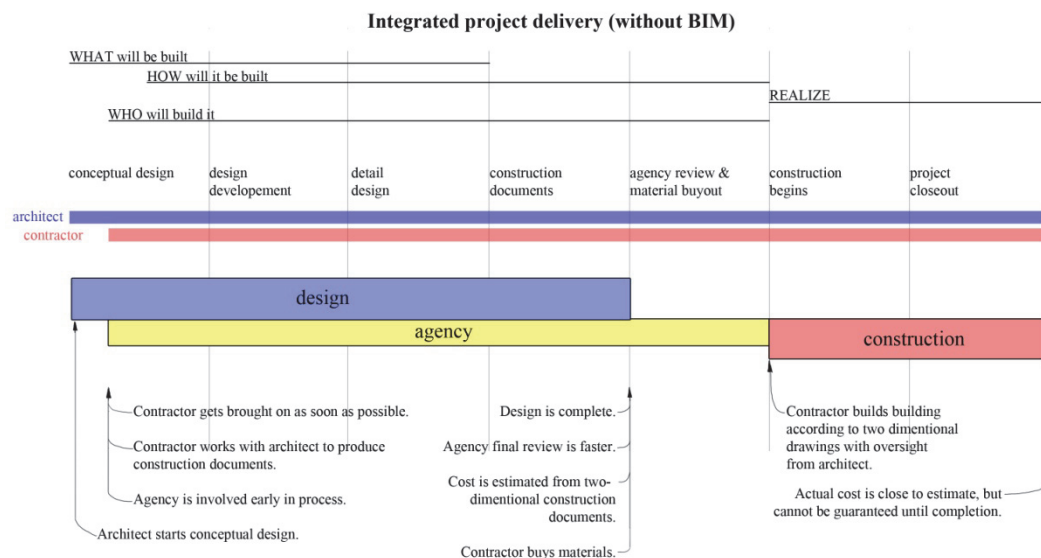 Integrated project delivery (without BIM)
WHAT will be built
HOW will it be built
REALIZE
WHO will build it
conceptual design
design
developement
detail
design
construction
documents
agency review &
material buyout
construction
begins
project
closeout
architect
contractor
design
agency
construction
Contractor gets brought on as soon as possible.
Contractor works with architect to produce
construction documents.
Agency is involved early in process.
Architect starts conceptual design.
Design is complete.
Agency final review is faster.
Cost is estimated from two-
dimentional construction
documents.
Contractor buys materials.
Contractor builds building
according to two dimentional
drawings with oversight
from architect.
Actual cost is close to estimate, but
cannot be guaranteed until completion.